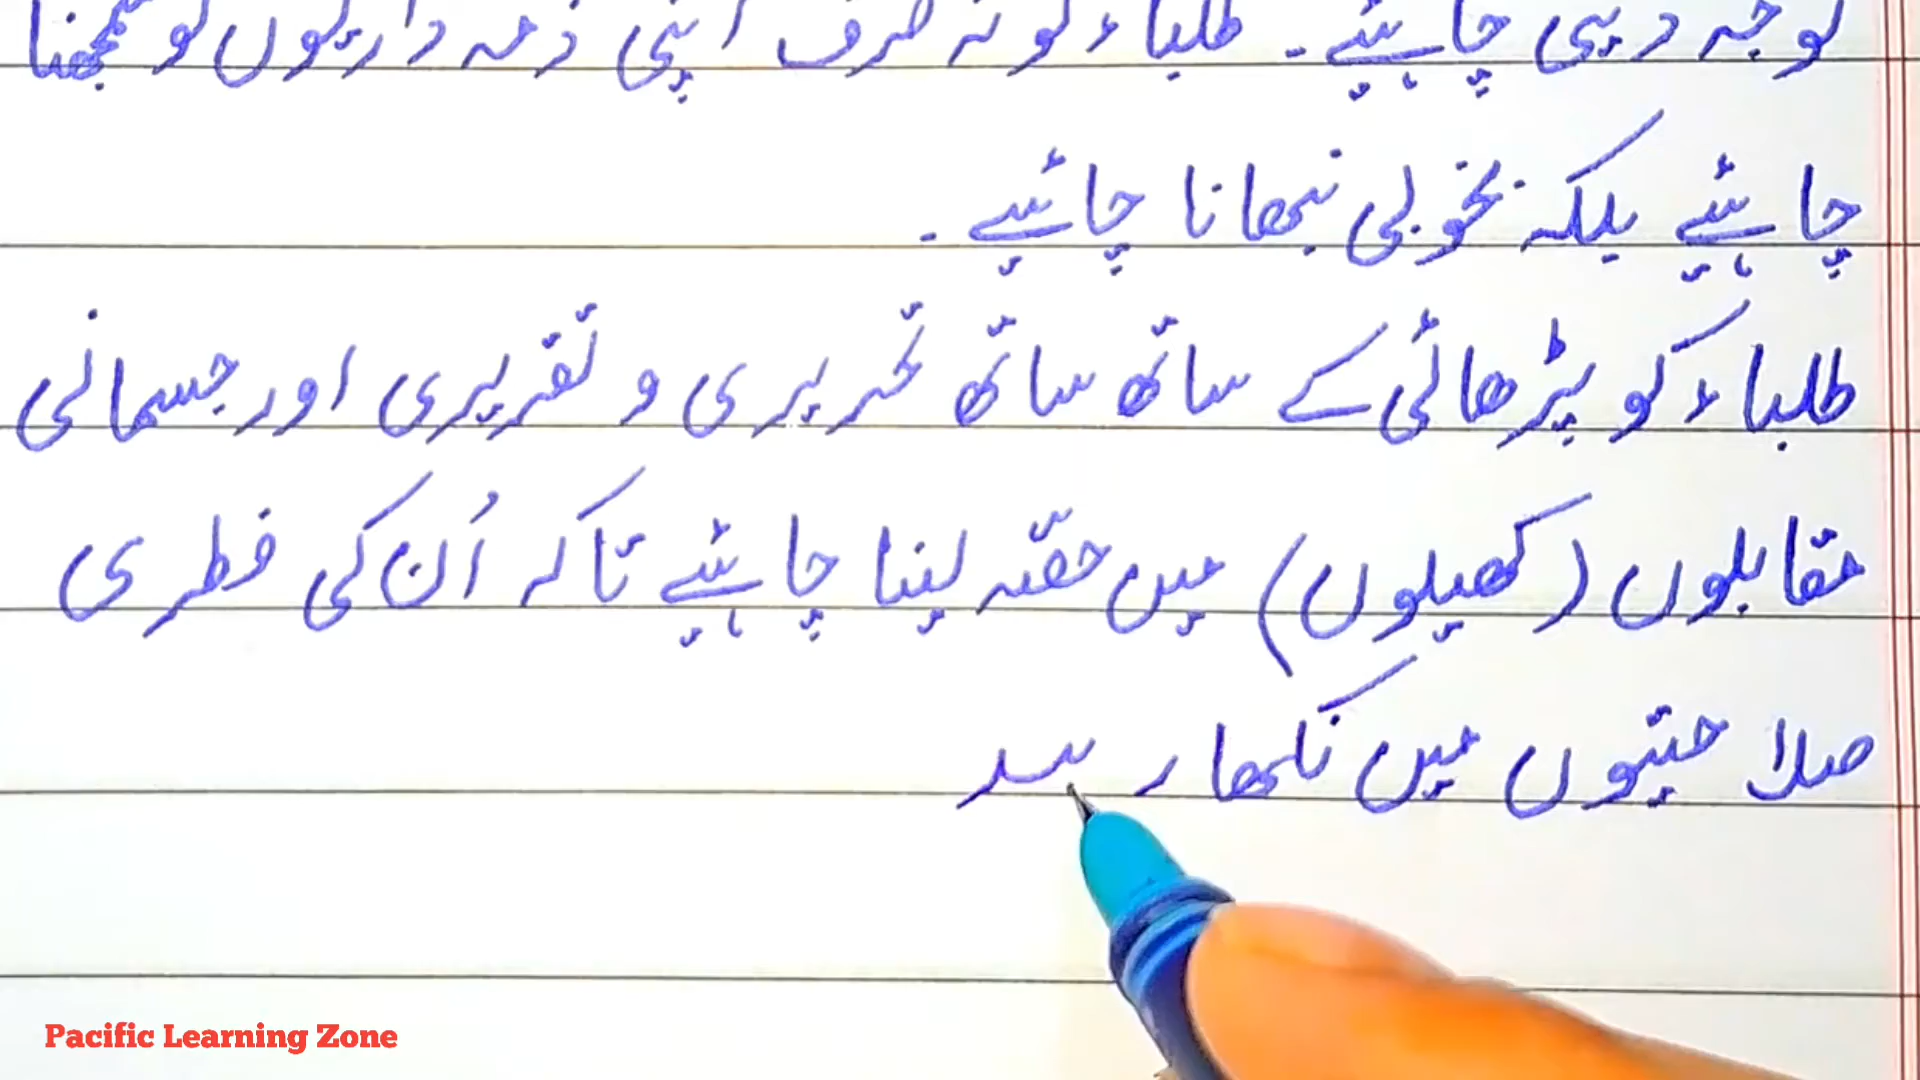 توجہ دینی چاہیئے۔ طلباء کو نہ صرف اپنی ذمہ داریوں کو سمجھنا
چاہیئے بلکہ بخوبی نبھانا چائیے۔
طلباء کو پڑھائی کے ساتھ ساتھ تحریری و تقریری اور جسمانی
مقابلوں (کھیلوں) میں حصّہ لینا چاہیئے تاکہ اُن کی فطری
صلاحیتوں میں نکھار
Pacific Learning Zone